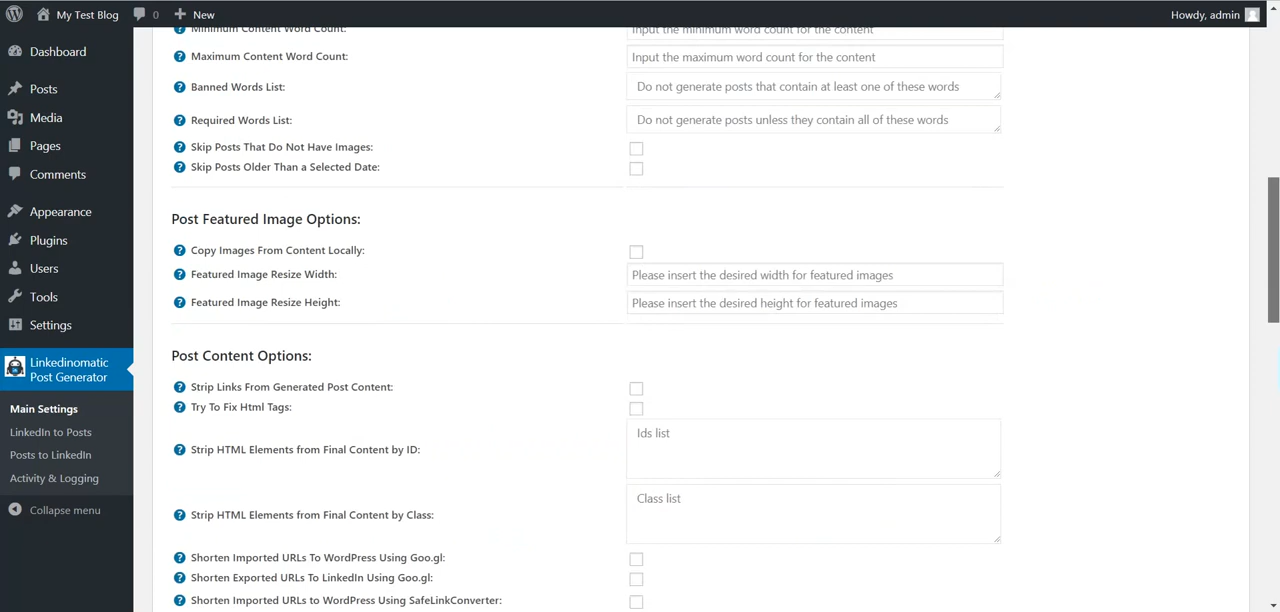 My Test Blog
0
New
Howdy, admin
Dashboard
Posts
Media
Pages
Comments
Appearance
Plugins
Users
Tools
Settings
Linkedinomatic
Post Generator
Main Settings
LinkedIn to Posts
Posts to LinkedIn
Activity & Logging
Collapse menu
Minimum Content Word Count:
Input the minimum word count for the content
Maximum Content Word Count:
Input the maximum word count for the content
Banned Words List:
Do not generate posts that contain at least one of these words
Required Words List:
Do not generate posts unless they contain all of these words
Skip Posts That Do Not Have Images:
Skip Posts Older Than a Selected Date:
Post Featured Image Options:
Copy Images From Content Locally:
Featured Image Resize Width:
Please insert the desired width for featured images
Featured Image Resize Height:
Please insert the desired height for featured images
Post Content Options:
Strip Links From Generated Post Content:
Try To Fix Html Tags:
Strip HTML Elements from Final Content by ID:
Ids list
Strip HTML Elements from Final Content by Class:
Class list
Shorten Imported URLs To WordPress Using Goo.gl:
Shorten Exported URLs To LinkedIn Using Goo.gl:
Shorten Imported URLs to WordPress Using SafeLinkConverter: